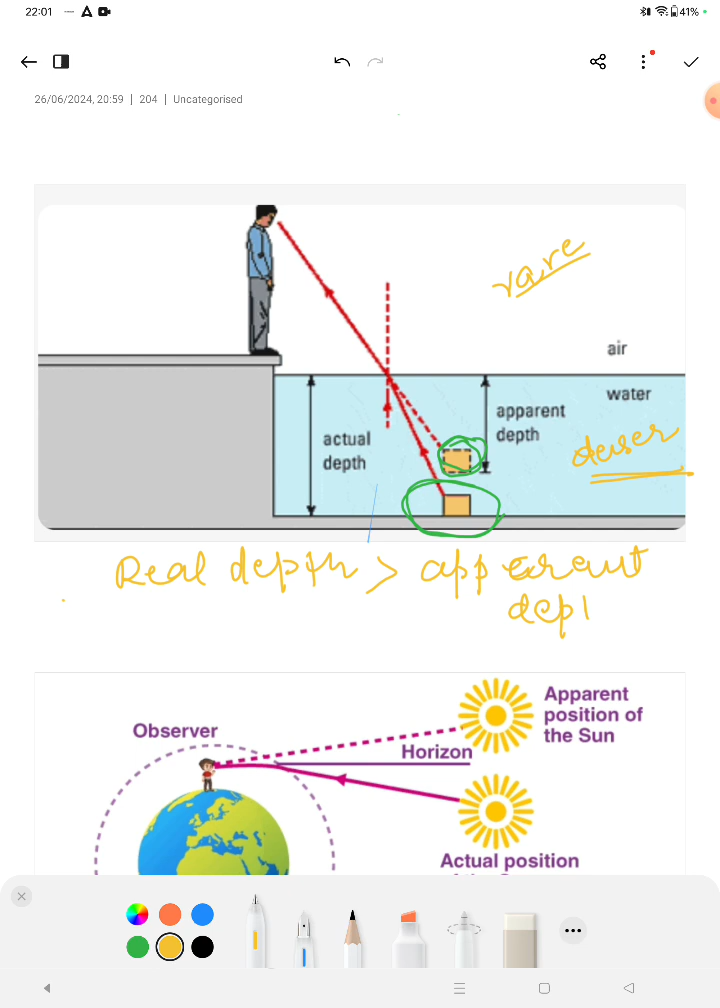 22:01
41%
26/06/2024, 20:59 | 204 | Uncategorised
rare
air
water
apparent
depth
actual
depth
denser
Real depth > apparent
dept
Apparent
position of
the Sun
Observer
Horizon
Actual position